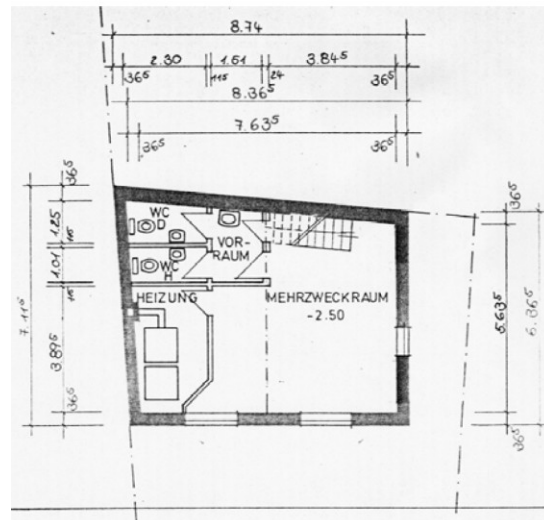 8.74
2.30 1.61 3.84⁵
36⁵ 11⁵ 24 36⁵
8.36⁵
7.63⁵
36⁵ 36⁵
36⁵ 36⁵
1.25
WC
D
VOR-
RAUM
11⁵
1.01
WC
H
11⁵
7.11⁵
HEIZUNG MEHRZWECKRAUM
-2.50
5.63⁵ 6.36⁵
3.89⁵
36⁵ 36⁵